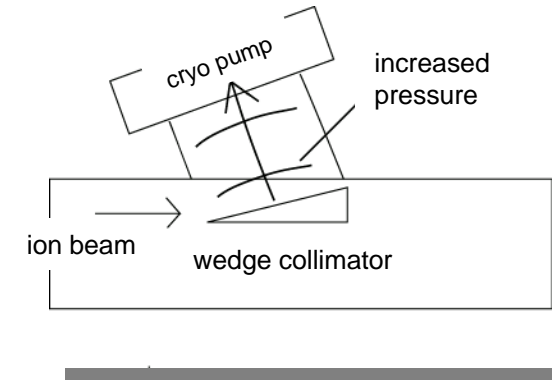 cryo pump
increased
pressure
ion beam
wedge collimator